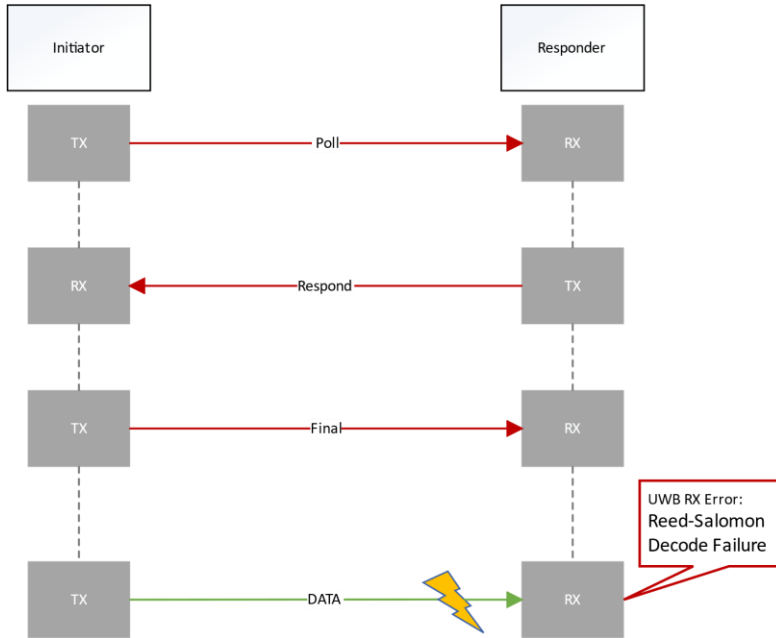 Initiator
Responder
TX
Poll
RX
RX
Respond
TX
TX
Final
RX
UWB RX Error:
Reed-Salomon
Decode Failure
TX
DATA
RX